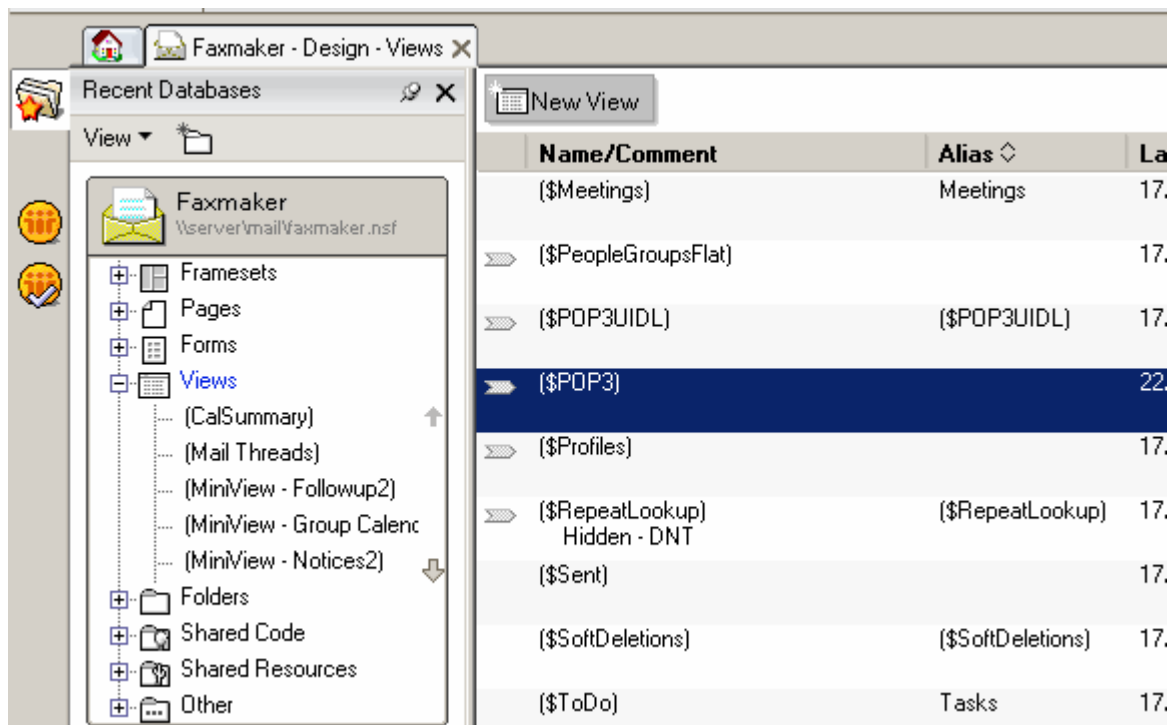 Faxmaker - Design - Views
Recent Databases
View
Faxmaker
\\server\mail\faxmaker.nsf
Framesets
Pages
Forms
Views
(CalSummary)
(Mail Threads)
(MiniView - Followup2)
(MiniView - Group Calend
(MiniView - Notices2)
Folders
Shared Code
Shared Resources
Other
New View
Name/Comment Alias La
($Meetings) Meetings 17.
($PeopleGroupsFlat) 17.
($POP3UIDL) ($POP3UIDL) 17.
($POP3) 22.
($Profiles) 17.
($RepeatLookup) ($RepeatLookup) 17.
Hidden - DNT
($Sent) 17.
($SoftDeletions) ($SoftDeletions) 17.
($ToDo) Tasks 17.